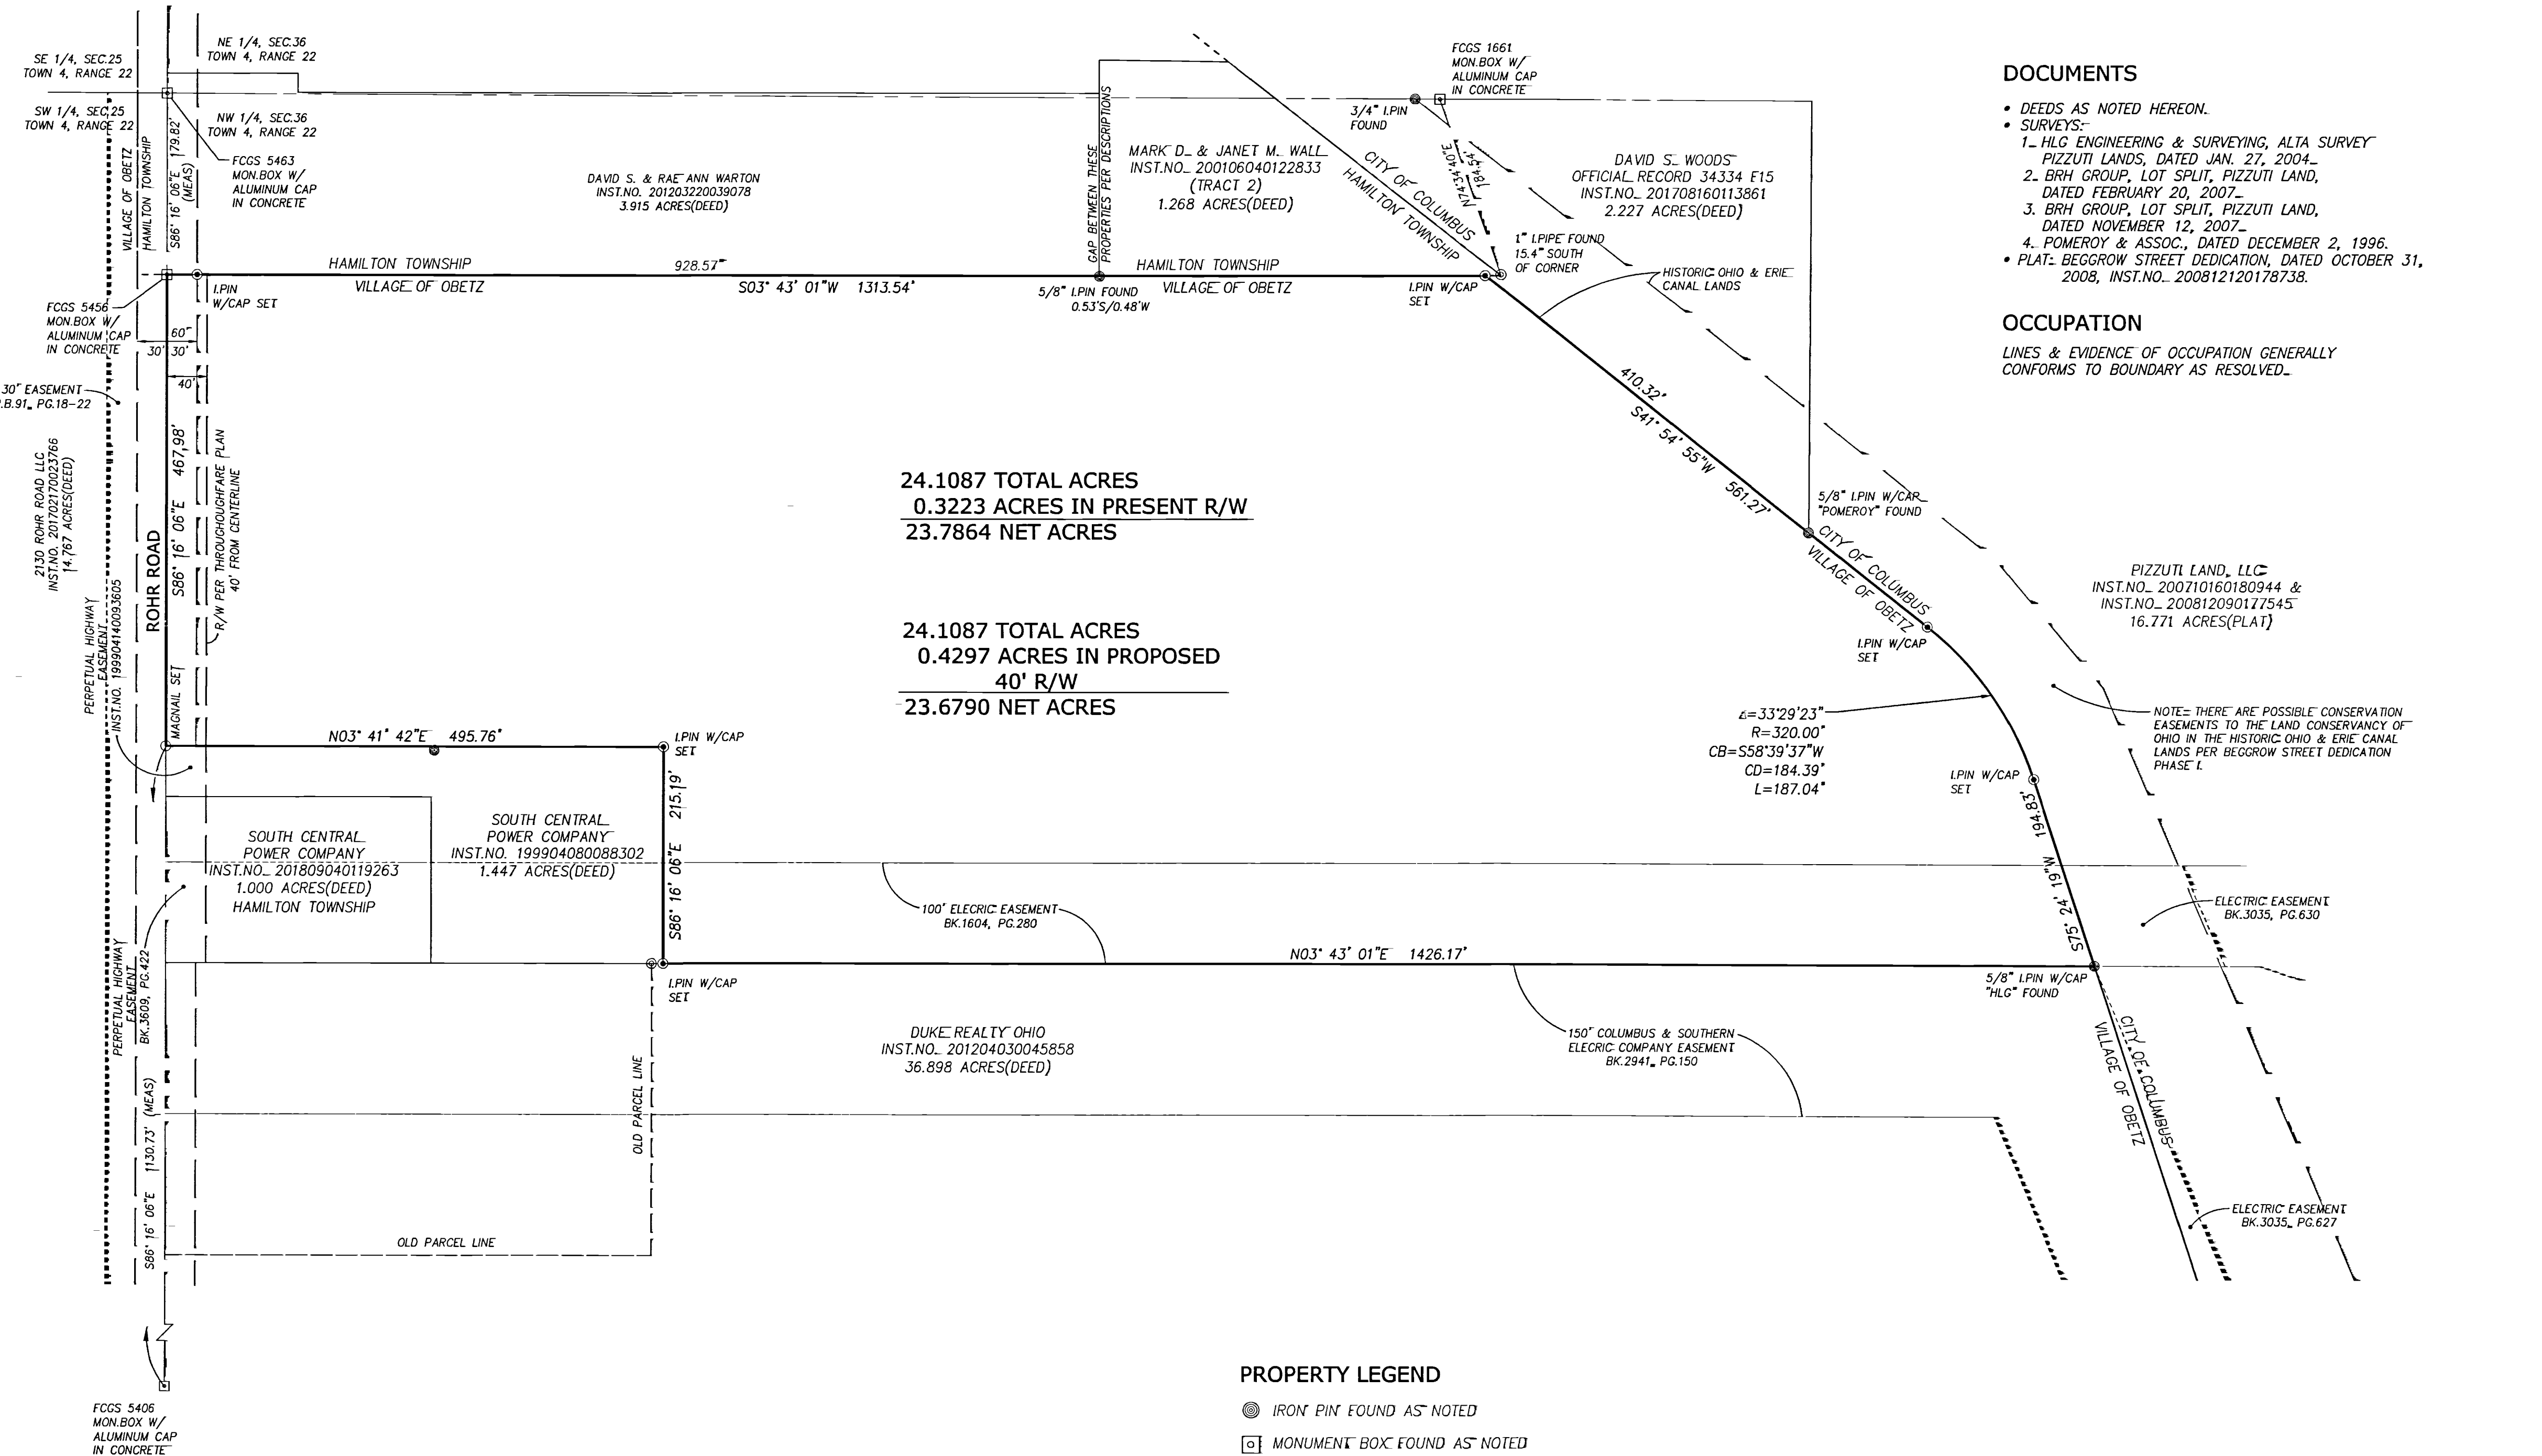 SE 1/4, SEC.25
TOWN 4, RANGE 22
NE 1/4, SEC.36
TOWN 4, RANGE 22
SW 1/4, SEC.25
TOWN 4, RANGE 22
NW 1/4, SEC.36
TOWN 4, RANGE 22
VILLAGE OF OBETZ
HAMILTON TOWNSHIP
S86° 16' 06"E 179.82'
(MEAS)
FCGS 5463
MON.BOX W/
ALUMINUM CAP
IN CONCRETE
DAVID S. & RAE ANN WARTON
INST.NO. 201203220039078
3.915 ACRES(DEED)
GAP BETWEEN THESE
PROPERTIES PER DESCRIPTIONS
MARK D. & JANET M. WALL
INST.NO. 200106040122833
(TRACT 2)
1.268 ACRES(DEED)
CITY OF COLUMBUS
HAMILTON TOWNSHIP
3/4" I.PIN
FOUND
FCGS 1661
MON.BOX W/
ALUMINUM CAP
IN CONCRETE
N74°34'40"E
184.54'
DAVID S. WOODS
OFFICIAL RECORD 34334 E15
INST.NO. 201708160113861
2.227 ACRES(DEED)
1" I.PIPE FOUND
15.4" SOUTH
OF CORNER
HISTORIC OHIO & ERIE
CANAL LANDS
DOCUMENTS
• DEEDS AS NOTED HEREON.
• SURVEYS:
1. HLG ENGINEERING & SURVEYING, ALTA SURVEY
PIZZUTI LANDS, DATED JAN. 27, 2004.
2. BRH GROUP, LOT SPLIT, PIZZUTI LAND,
DATED FEBRUARY 20, 2007.
3. BRH GROUP, LOT SPLIT, PIZZUTI LAND,
DATED NOVEMBER 12, 2007.
4. POMEROY & ASSOC., DATED DECEMBER 2, 1996.
• PLAT: BEGGROW STREET DEDICATION, DATED OCTOBER 31,
2008, INST.NO. 200812120178738.
OCCUPATION
LINES & EVIDENCE OF OCCUPATION GENERALLY
CONFORMS TO BOUNDARY AS RESOLVED.
HAMILTON TOWNSHIP
VILLAGE OF OBETZ
928.57'
S03° 43' 01"W 1313.54'
HAMILTON TOWNSHIP
VILLAGE OF OBETZ
I.PIN
W/CAP SET
5/8" I.PIN FOUND
0.53'S/0.48'W
I.PIN W/CAP
SET
FCGS 5456
MON.BOX W/
ALUMINUM CAP
IN CONCRETE
60'
30' 30'
40'
30' EASEMENT
.B.91, PG.18-22
2130 ROHR ROAD LLC
INST.NO. 201702170023766
14.767 ACRES(DEED)
ROHR ROAD
S86° 16' 06"E 467.98'
R/W PER THROUGHOUGHFARE PLAN
40' FROM CENTERLINE
MAGNAIL SET
PERPETUAL HIGHWAY
EASEMENT
INST.NO. 199904140093605
24.1087 TOTAL ACRES
0.3223 ACRES IN PRESENT R/W
23.7864 NET ACRES
24.1087 TOTAL ACRES
0.4297 ACRES IN PROPOSED
40' R/W
23.6790 NET ACRES
410.32'
S41° 54' 55"W 561.27'
5/8" I.PIN W/CAP
"POMEROY" FOUND
CITY OF COLUMBUS
VILLAGE OF OBETZ
I.PIN W/CAP
SET
PIZZUTI LAND, LLC
INST.NO. 200710160180944 &
INST.NO. 200812090177545
16.771 ACRES(PLAT)
Δ=33°29'23"
R=320.00'
CB=S58°39'37"W
CD=184.39'
L=187.04'
NOTE: THERE ARE POSSIBLE CONSERVATION
EASEMENTS TO THE LAND CONSERVANCY OF
OHIO IN THE HISTORIC OHIO & ERIE CANAL
LANDS PER BEGGROW STREET DEDICATION
PHASE I.
I.PIN W/CAP
SET
194.83'
S75° 24' 19"W
N03° 41' 42"E 495.76'
I.PIN W/CAP
SET
S86° 16' 06"E 215.19'
SOUTH CENTRAL
POWER COMPANY
INST.NO. 201809040119263
1.000 ACRES(DEED)
HAMILTON TOWNSHIP
SOUTH CENTRAL
POWER COMPANY
INST.NO. 199904080088302
1.447 ACRES(DEED)
100' ELECRIC EASEMENT
BK.1604, PG.280
N03° 43' 01"E 1426.17'
I.PIN W/CAP
SET
5/8" I.PIN W/CAP
"HLG" FOUND
ELECTRIC EASEMENT
BK.3035, PG.630
PERPETUAL HIGHWAY
EASEMENT
BK.3609, PG.422
DUKE REALTY OHIO
INST.NO. 201204030045858
36.898 ACRES(DEED)
150' COLUMBUS & SOUTHERN
ELECRIC COMPANY EASEMENT
BK.2941, PG.150
CITY OF COLUMBUS
VILLAGE OF OBETZ
OLD PARCEL LINE
S86° 16' 06"E 1130.73' (MEAS)
OLD PARCEL LINE
ELECTRIC EASEMENT
BK.3035, PG.627
FCGS 5406
MON.BOX W/
ALUMINUM CAP
IN CONCRETE
PROPERTY LEGEND
IRON PIN FOUND AS NOTED
MONUMENT BOX FOUND AS NOTED